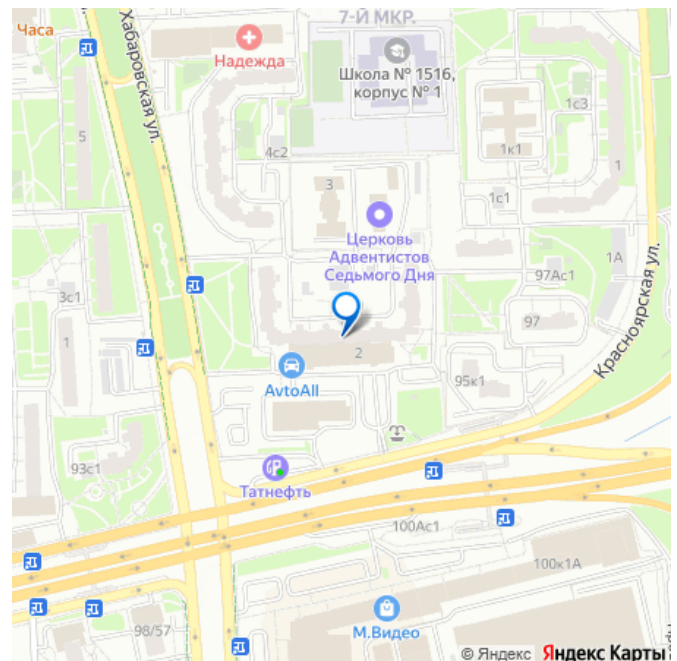 7-Й МКР.
Часа
Хабаровская ул.
Надежда
Школа № 1516,
корпус № 1
1с3
5
4с2
1к1
1
3
1с1
Церковь
Адвентистов
Седьмого Дня
1А
97Ас1
3с1
Красноярская ул.
97
1
2
AvtoAll
95к1
93с1
Татнефть
100Ас1
100к1А
98/57
М.Видео
© Яндекс Яндекс Карты